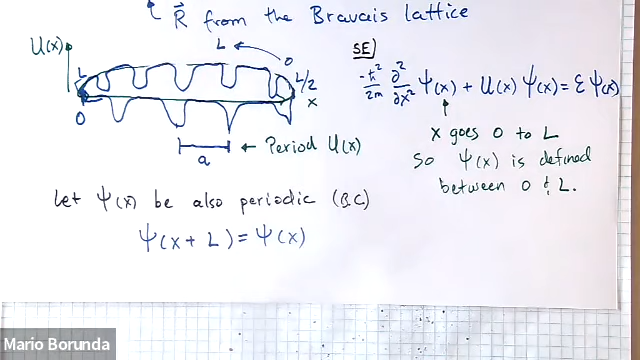 R⃗ from the Bravais lattice
U(x)
L
0
L
L/2
x
0
a
← Period U(x)
SE)
-ħ²/2m ∂²/∂x² Ψ(x) + U(x) Ψ(x) = ε Ψ(x)
x goes 0 to L
So Ψ(x) is defined
between 0 & L.
Let Ψ(x) be also periodic (BC)
Ψ(x + L) = Ψ(x)
Mario Borunda